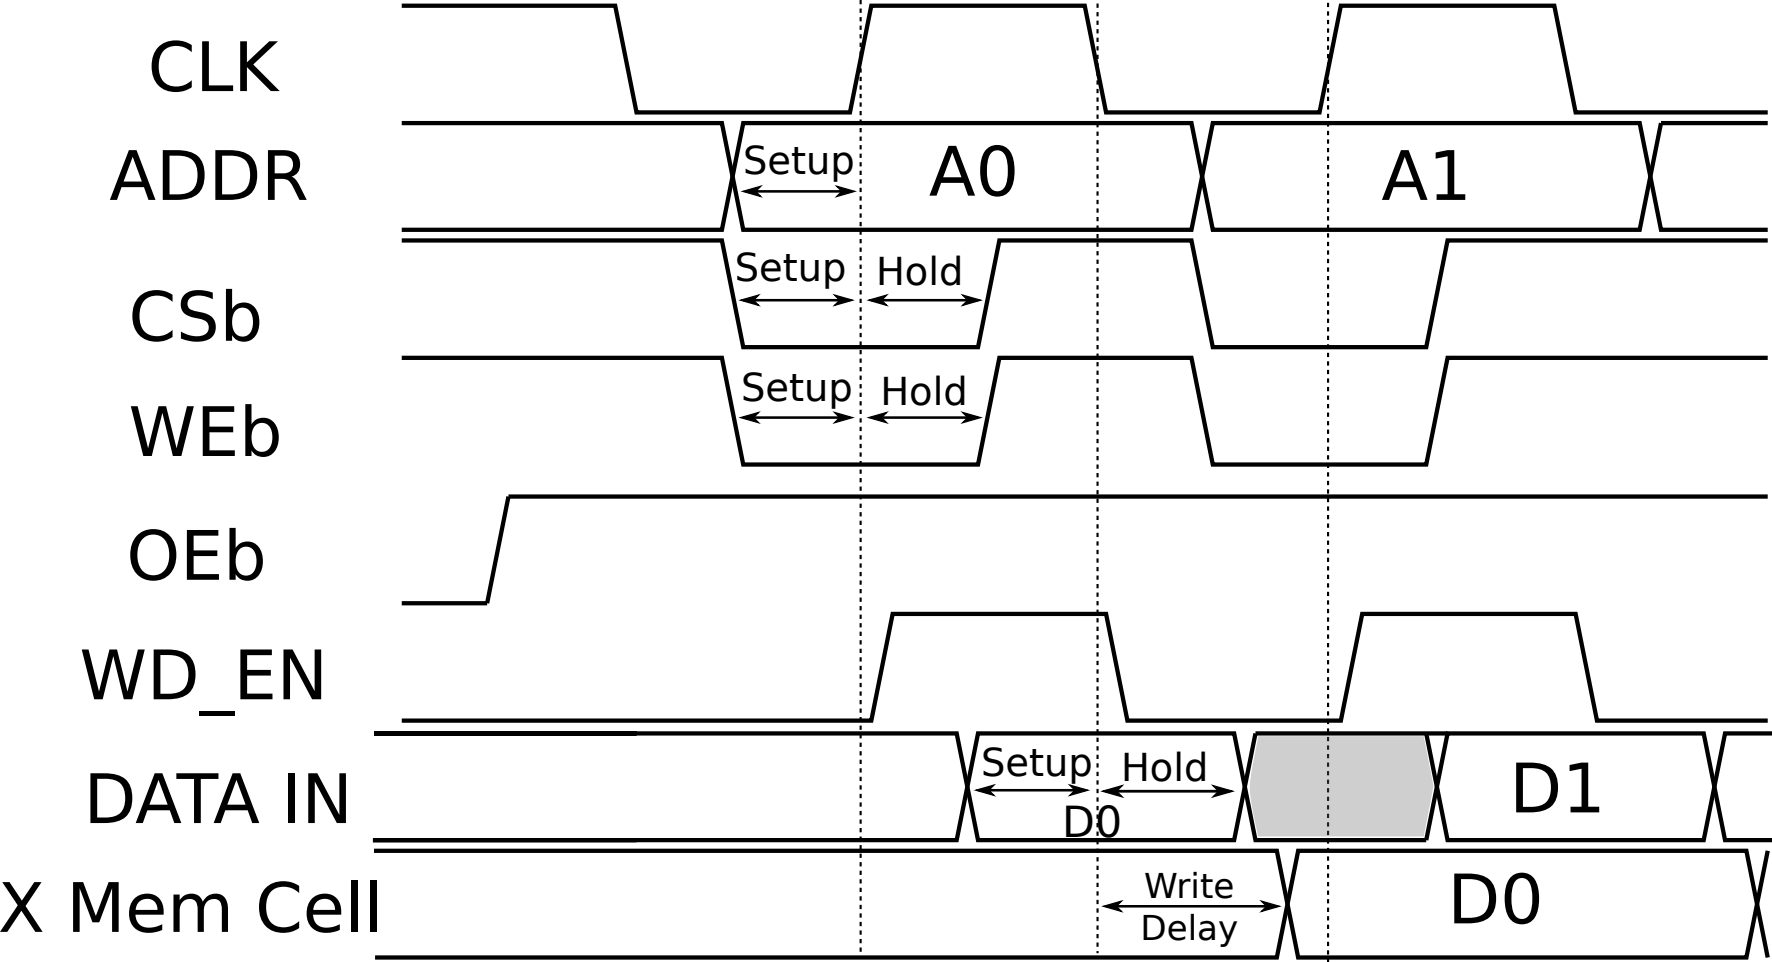 CLK
ADDR
Setup
A0
A1
CSb
Setup
Hold
WEb
Setup
Hold
OEb
WD_EN
DATA IN
Setup
Hold
D0
D1
X Mem Cell
Write
Delay
D0